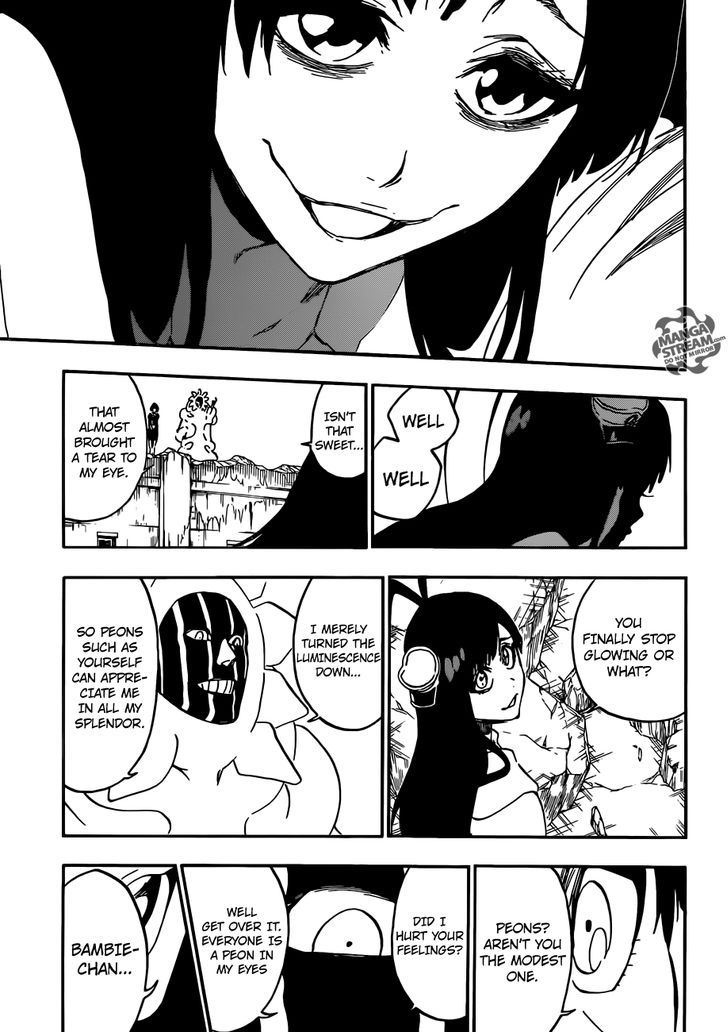 MANGA
STREAM.com
DO NOT MIRROR
WELL
WELL
ISN'T
THAT
SWEET...
THAT
ALMOST
BROUGHT
A TEAR TO
MY EYE.
YOU
FINALLY STOP
GLOWING OR
WHAT?
I MERELY
TURNED THE
LUMINESCENCE
DOWN...
SO PEONS
SUCH AS
YOURSELF
CAN APPRE-
CIATE ME
IN ALL MY
SPLENDOR.
PEONS?
AREN'T YOU
THE MODEST
ONE.
DID I
HURT YOUR
FEELINGS?
WELL
GET OVER IT.
EVERYONE IS
A PEON IN
MY EYES
BAMBIE-
CHAN...